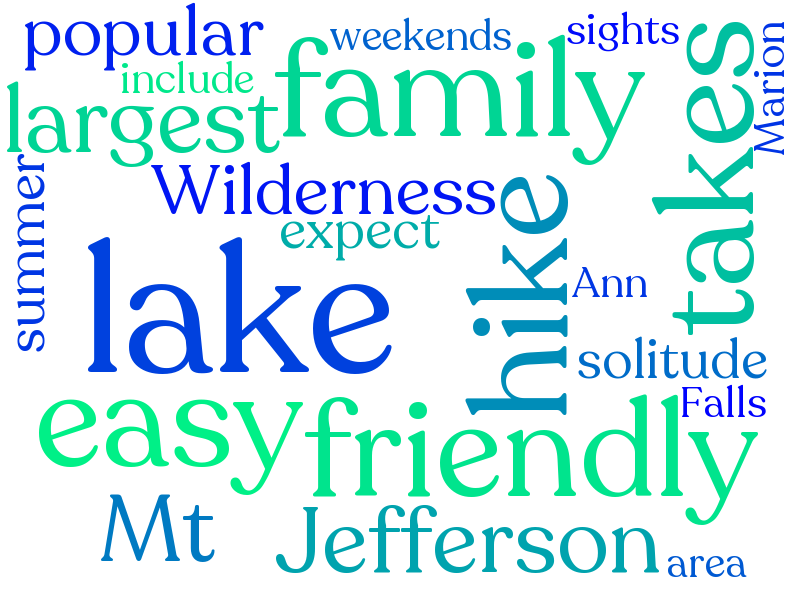 popular
weekends
sights
include
family
takes
Marion
largest
summer
Wilderness
expect
hike
lake
Ann
solitude
Falls
easy
friendly
Mt
Jefferson
area